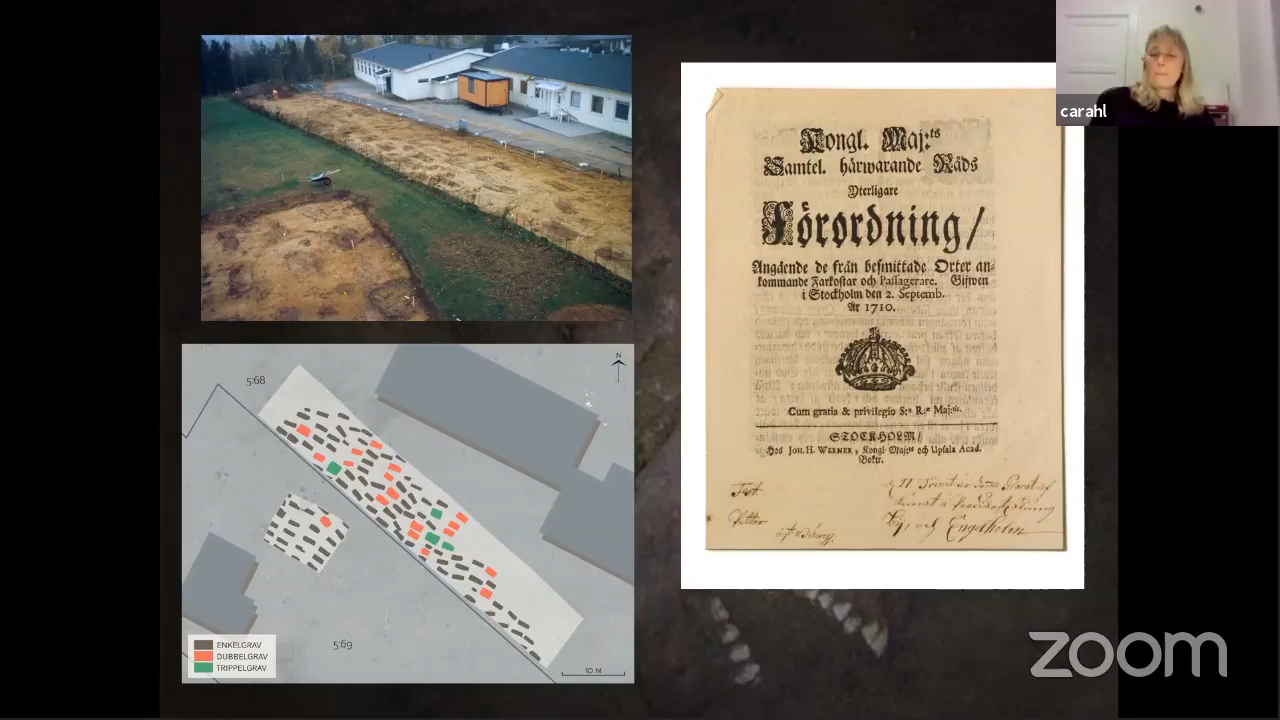 carahl
Kongl. Maj:ts
Samtel. härwarande Råds
Yterligare
Förordning/
Angående de från besmittade Orter an-
kommande Farkostar och Passagerare. Gifwen
i Stockholm den 2. Septemb.
År 1710.
Cum gratia & privilegio S:æ R:æ Maj:tis.
STOCKHOLM/
Hos JOH. H. WERNER, Kongl. Maj:ts och Upsala Acad.
Boktr.
Engelholm
N
5:68
5:69
ENKELGRAV
DUBBELGRAV
TRIPPELGRAV
10 M
zoom